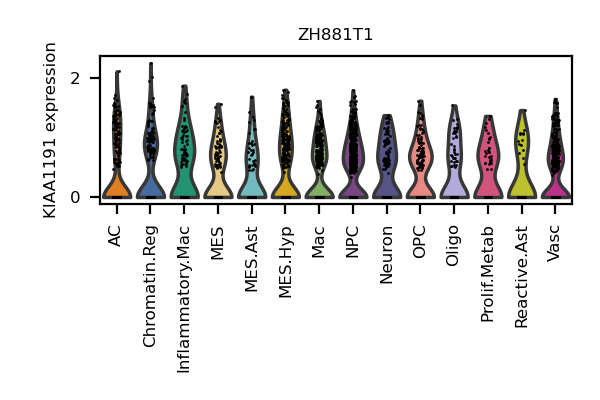 ZH881T1
KIAA1191 expression
2
0
AC
Chromatin.Reg
Inflammatory.Mac
MES
MES.Ast
MES.Hyp
Mac
NPC
Neuron
OPC
Oligo
Prolif.Metab
Reactive.Ast
Vasc